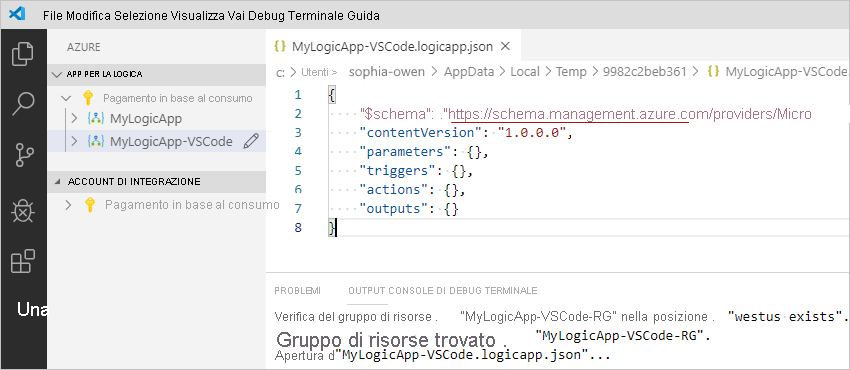 File Modifica Selezione Visualizza Vai Debug Terminale Guida
AZURE
APP PER LA LOGICA
Pagamento in base al consumo
MyLogicApp
MyLogicApp-VSCode
ACCOUNT DI INTEGRAZIONE
Pagamento in base al consumo
Una
{} MyLogicApp-VSCode.logicapp.json ×
C: > Utenti > sophia-owen > AppData > Local > Temp > 9982c2beb361 > {} MyLogicApp-VSCode.
1 {
2 "$schema": ."https://schema.management.azure.com/providers/Micro
3 "contentVersion": "1.0.0.0",
4 "parameters": {},
5 "triggers": {},
6 "actions": {},
7 "outputs": {}
8 }
PROBLEMI OUTPUT CONSOLE DI DEBUG TERMINALE
Verifica del gruppo di risorse . "MyLogicApp-VSCode-RG" nella posizione . "westus exists".
Gruppo di risorse trovato . "MyLogicApp-VSCode-RG".
Apertura d"MyLogicApp-VSCode.logicapp.json"...